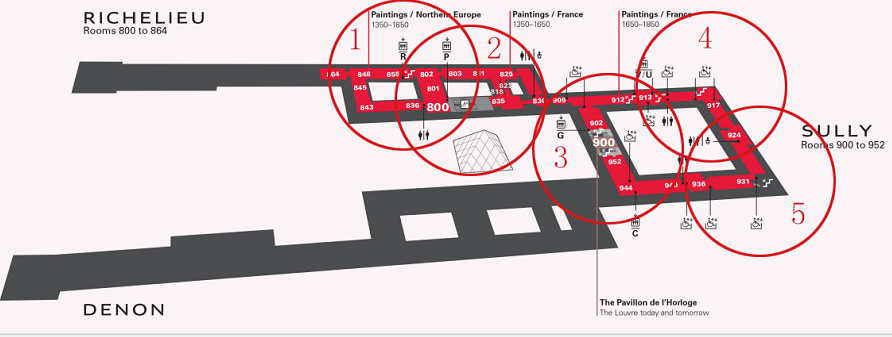 RICHELIEU
Rooms 800 to 864
Paintings / Northern Europe
1350–1850
Paintings / France
1350–1650
Paintings / France
1650–1850
1
2
3
4
5
R
P
V/U
G
C
864
848
855
802
803
825
845
801
843
836
800
818
835
830
909
912
913
917
902
900
952
924
944
936
931
SULLY
Rooms 900 to 952
DENON
The Pavillon de l'Horloge
The Louvre today and tomorrow